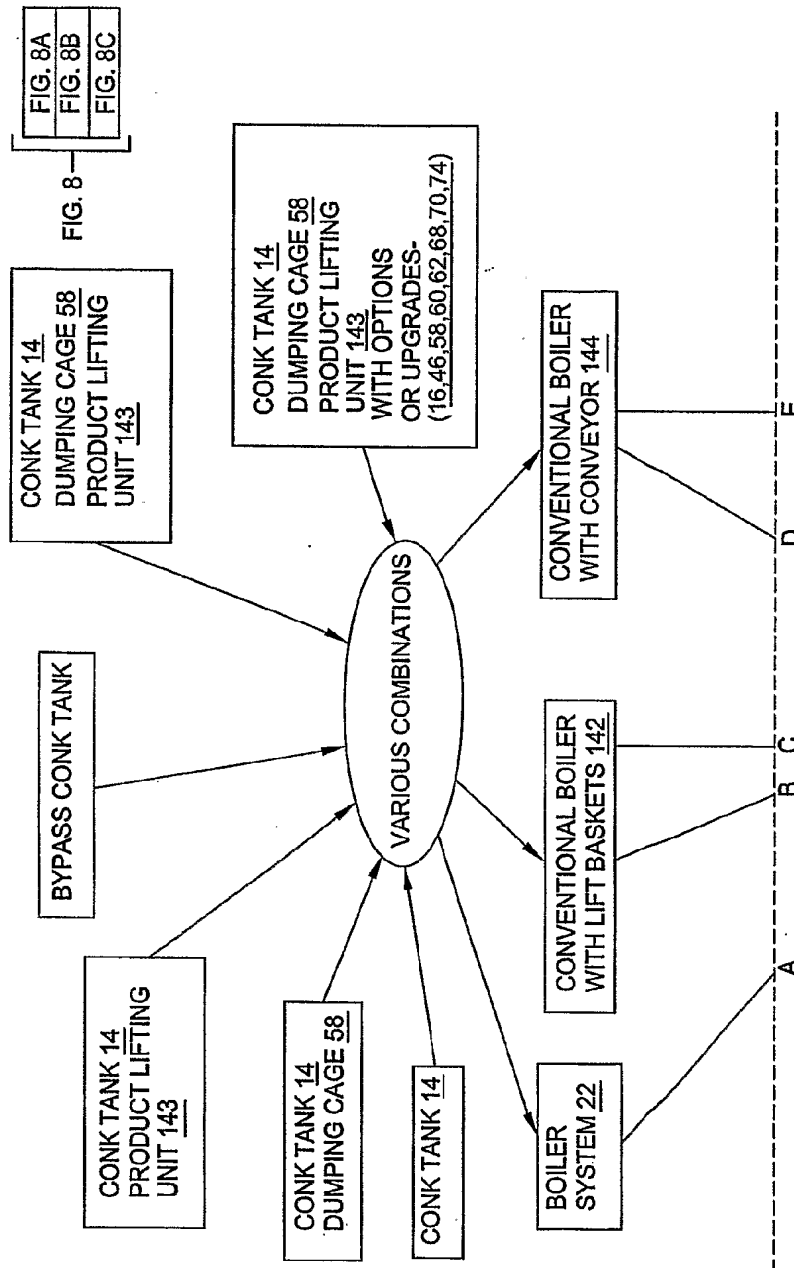 FIG. 8
FIG. 8A
FIG. 8B
FIG. 8C
CONK TANK 14
PRODUCT LIFTING
UNIT 143
BYPASS CONK TANK
CONK TANK 14
DUMPING CAGE 58
PRODUCT LIFTING
UNIT 143
CONK TANK 14
DUMPING CAGE 58
CONK TANK 14
CONK TANK 14
DUMPING CAGE 58
PRODUCT LIFTING
UNIT 143
WITH OPTIONS
OR UPGRADES-
(16,46,58,60,62,68,70,74)
VARIOUS COMBINATIONS
BOILER
SYSTEM 22
CONVENTIONAL BOILER
WITH LIFT BASKETS 142
CONVENTIONAL BOILER
WITH CONVEYOR 144
A
B
C
D
E